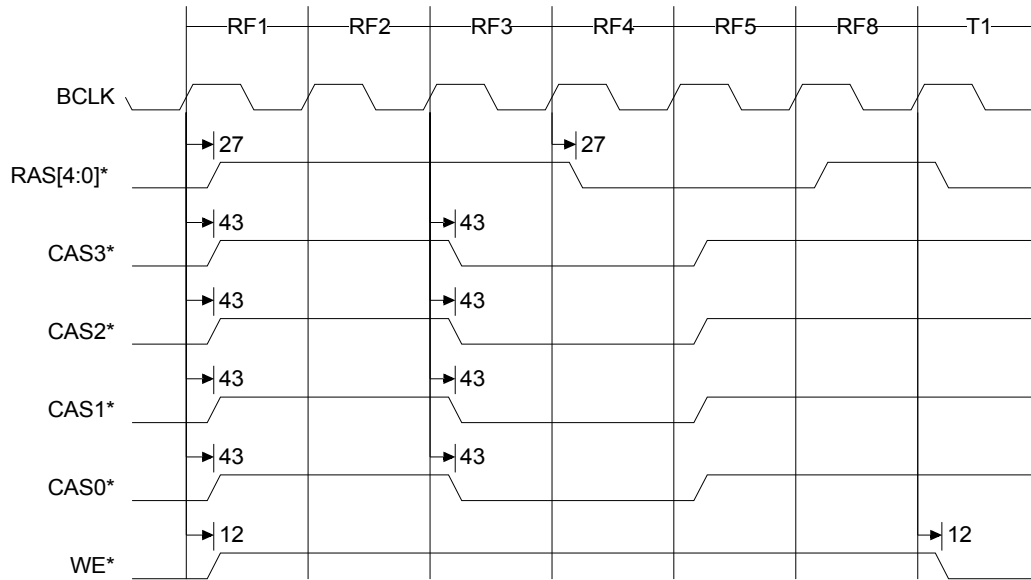 RF1 RF2 RF3 RF4 RF5 RF8 T1
BCLK
27 27
RAS[4:0]*
43 43
CAS3*
43 43
CAS2*
43 43
CAS1*
43 43
CAS0*
12 12
WE*